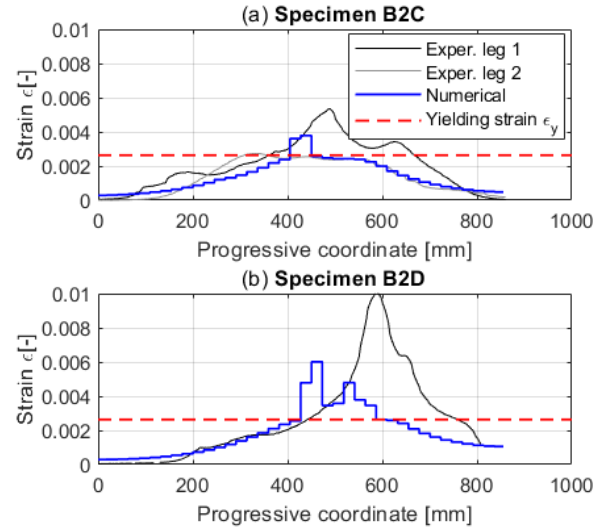 (a) Specimen B2C
0.01
0.008
0.006
0.004
0.002
0
Strain ϵ[-]
Exper. leg 1
Exper. leg 2
Numerical
Yielding strain ϵy
0 200 400 600 800 1000
Progressive coordinate [mm]
(b) Specimen B2D
0.01
0.008
0.006
0.004
0.002
0
Strain ϵ[-]
0 200 400 600 800 1000
Progressive coordinate [mm]